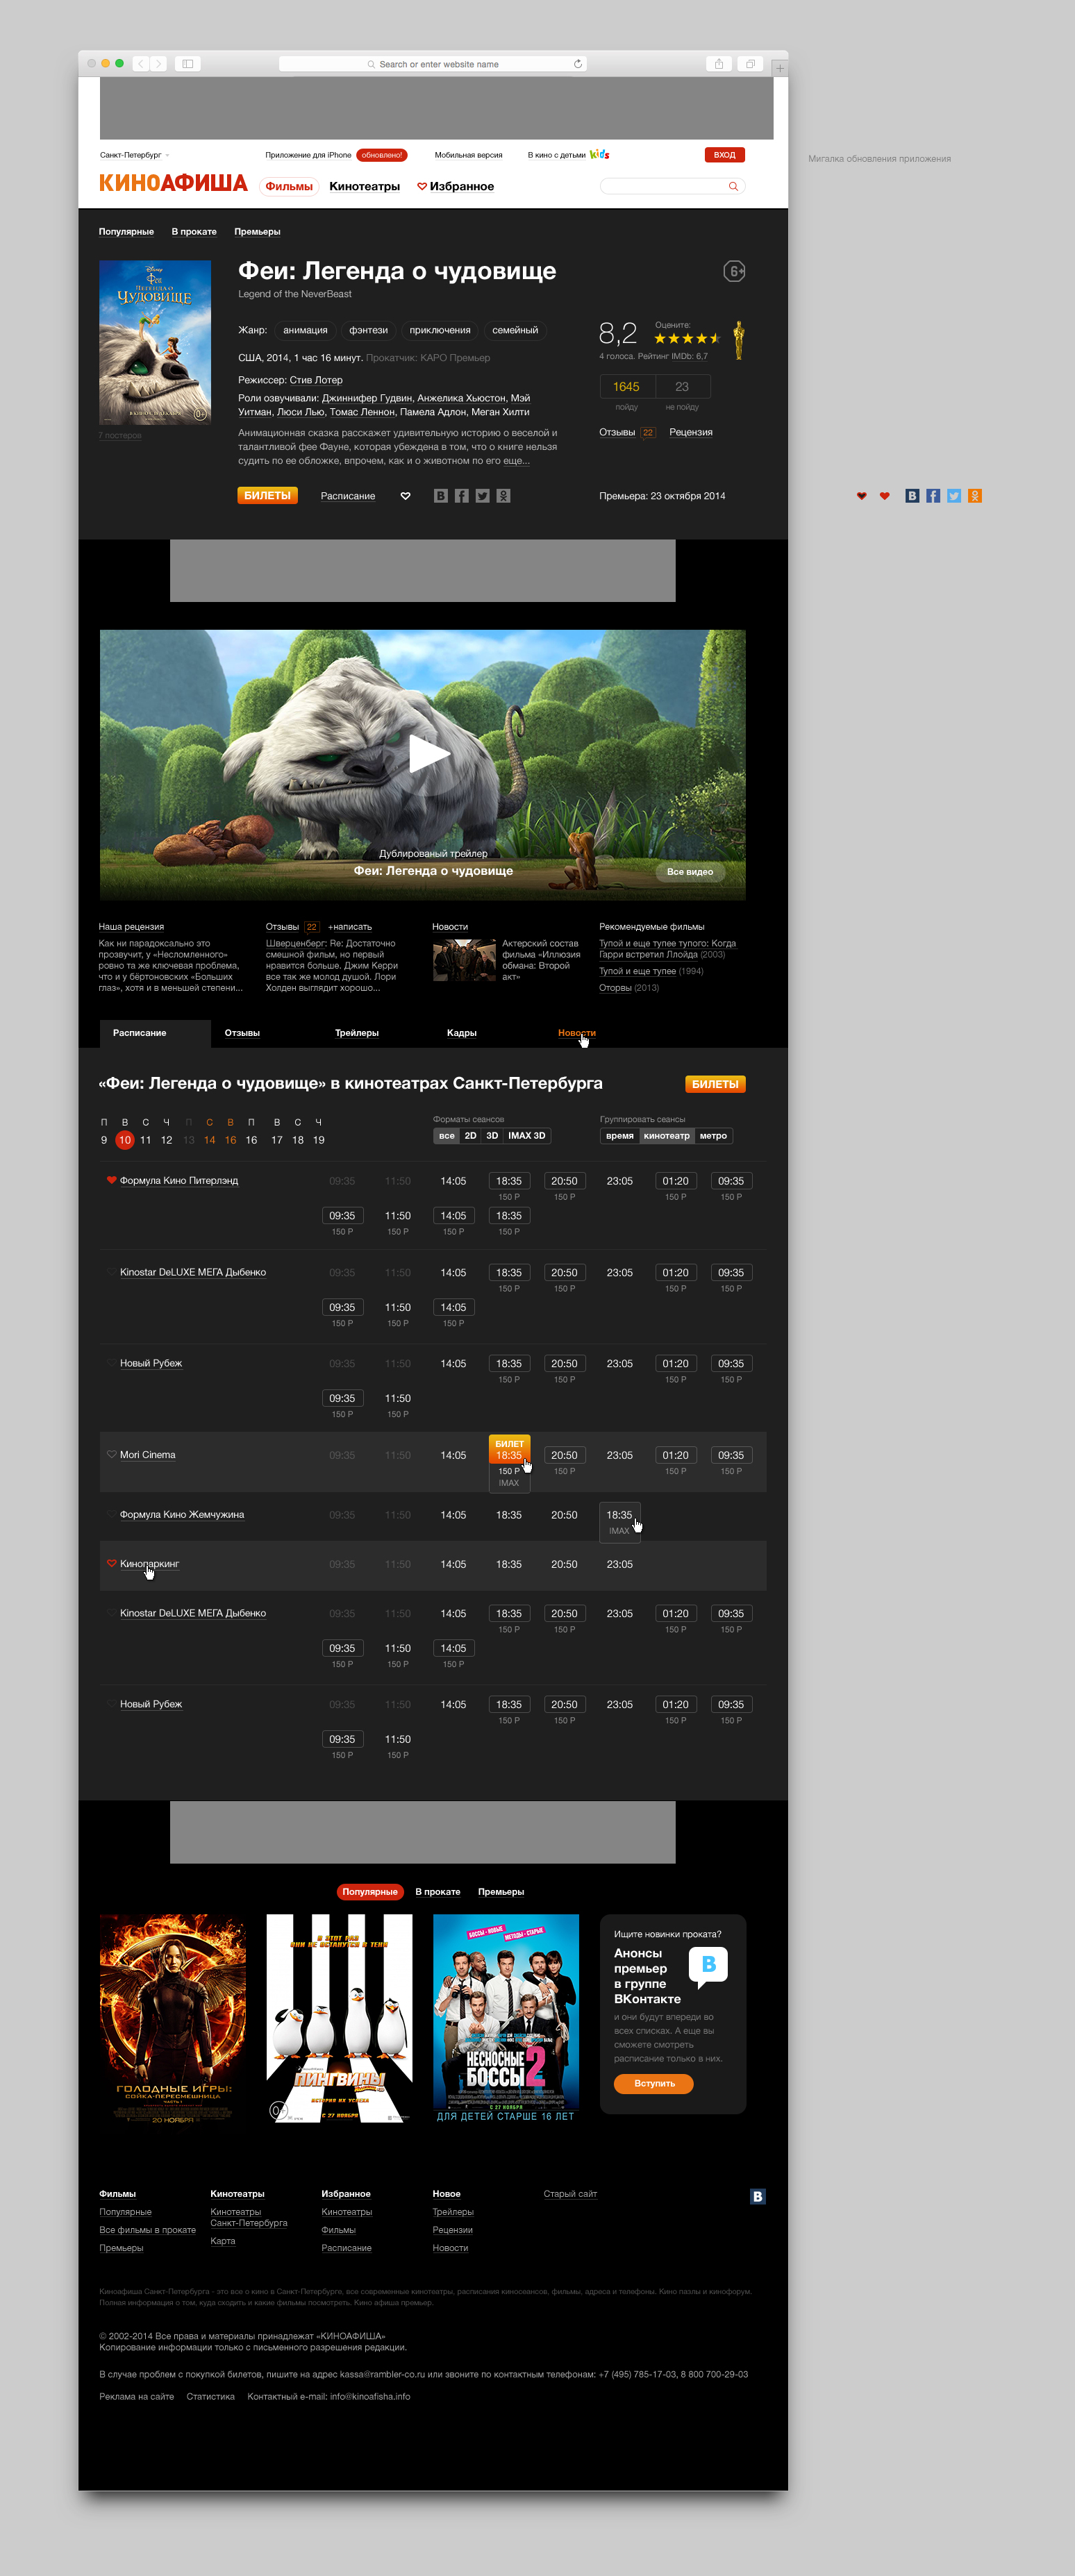 Search or enter website name
Санкт-Петербург
Приложение для iPhone обновлено!
Мобильная версия
В кино с детьми kids
ВХОД
Мигалка обновления приложения
КИНОАФИША
Фильмы Кинотеатры Избранное
Популярные В прокате Премьеры
Disney
Феи
ЛЕГЕНДА О
ЧУДОВИЩЕ
0+
7 постеров
Феи: Легенда о чудовище
6+
Legend of the NeverBeast
Жанр: анимация фэнтези приключения семейный
США, 2014, 1 час 16 минут. Прокатчик: КАРО Премьер
Режиссер: Стив Лотер
Роли озвучивали: Джиннифер Гудвин, Анжелика Хьюстон, Мэй
Уитман, Люси Лью, Томас Леннон, Памела Адлон, Меган Хилти
Анимационная сказка расскажет удивительную историю о веселой и
талантливой фее Фауне, которая убеждена в том, что о книге нельзя
судить по ее обложке, впрочем, как и о животном по его еще...
8,2
Оцените:
4 голоса. Рейтинг IMDb: 6,7
1645 23
пойду не пойду
Отзывы 22 Рецензия
БИЛЕТЫ Расписание
Премьера: 23 октября 2014
Дублированый трейлер
Феи: Легенда о чудовище
Все видео
Наша рецензия
Как ни парадоксально это
прозвучит, у «Несломленного»
ровно та же ключевая проблема,
что и у бёртоновских «Больших
глаз», хотя и в меньшей степени...
Отзывы 22 +написать
Шверценберг: Re: Достаточно
смешной фильм, но первый
нравится больше. Джим Керри
все так же молод душой. Лори
Холден выглядит хорошо...
Новости
Актерский состав
фильма «Иллюзия
обмана: Второй
акт»
Рекомендуемые фильмы
Тупой и еще тупее тупого: Когда
Гарри встретил Ллойда (2003)
Тупой и еще тупее (1994)
Оторвы (2013)
Расписание Отзывы Трейлеры Кадры Новости
«Феи: Легенда о чудовище» в кинотеатрах Санкт-Петербурга
БИЛЕТЫ
П В С Ч П С В П В С Ч
9 10 11 12 13 14 16 16 17 18 19
Форматы сеансов
все 2D 3D IMAX 3D
Группировать сеансы
время кинотеатр метро
Формула Кино Питерлэнд 09:35 11:50 14:05 18:35 20:50 23:05 01:20 09:35
150 Р 150 Р 150 Р 150 Р
09:35 11:50 14:05 18:35
150 Р 150 Р 150 Р 150 Р
Kinostar DeLUXE МЕГА Дыбенко 09:35 11:50 14:05 18:35 20:50 23:05 01:20 09:35
150 Р 150 Р 150 Р 150 Р
09:35 11:50 14:05
150 Р 150 Р 150 Р
Новый Рубеж 09:35 11:50 14:05 18:35 20:50 23:05 01:20 09:35
150 Р 150 Р 150 Р 150 Р
09:35 11:50
150 Р 150 Р
БИЛЕТ
Mori Cinema 09:35 11:50 14:05 18:35 20:50 23:05 01:20 09:35
150 Р 150 Р 150 Р 150 Р
IMAX
Формула Кино Жемчужина 09:35 11:50 14:05 18:35 20:50 18:35
IMAX
Кинопаркинг 09:35 11:50 14:05 18:35 20:50 23:05
Kinostar DeLUXE МЕГА Дыбенко 09:35 11:50 14:05 18:35 20:50 23:05 01:20 09:35
150 Р 150 Р 150 Р 150 Р
09:35 11:50 14:05
150 Р 150 Р 150 Р
Новый Рубеж 09:35 11:50 14:05 18:35 20:50 23:05 01:20 09:35
150 Р 150 Р 150 Р 150 Р
09:35 11:50
150 Р 150 Р
Популярные В прокате Премьеры
ГОЛОДНЫЕ ИГРЫ:
СОЙКА-ПЕРЕСМЕШНИЦА
ЧАСТЬ I
20 НОЯБРЯ
В ЭТОТ РАЗ
ОНИ НЕ ОСТАНУТСЯ В ТЕНИ
ПИНГВИНЫ
ИСТОРИЯ ИХ УСПЕХА
С 27 НОЯБРЯ
0+
БОССЫ - НОВЫЕ
МЕТОДЫ - СТАРЫЕ
НЕСНОСНЫЕ
БОССЫ 2
С 27 НОЯБРЯ
ДЛЯ ДЕТЕЙ СТАРШЕ 16 ЛЕТ
Ищите новинки проката?
Анонсы
премьер
в группе
ВКонтакте
и они будут впереди во
всех списках. А еще вы
сможете смотреть
расписание только в них.
Вступить
Фильмы
Популярные
Все фильмы в прокате
Премьеры
Кинотеатры
Кинотеатры
Санкт-Петербурга
Карта
Избранное
Кинотеатры
Фильмы
Расписание
Новое
Трейлеры
Рецензии
Новости
Старый сайт
Киноафиша Санкт-Петербурга - это все о кино в Санкт-Петербурге, все современные кинотеатры, расписания киносеансов, фильмы, адреса и телефоны. Кино пазлы и кинофорум.
Полная информация о том, куда сходить и какие фильмы посмотреть. Кино афиша премьер.
© 2002-2014 Все права и материалы принадлежат «КИНОАФИША»
Копирование информации только с письменного разрешения редакции.
В случае проблем с покупкой билетов, пишите на адрес kassa@rambler-co.ru или звоните по контактным телефонам: +7 (495) 785-17-03, 8 800 700-29-03
Реклама на сайте Статистика Контактный e-mail: info@kinoafisha.info